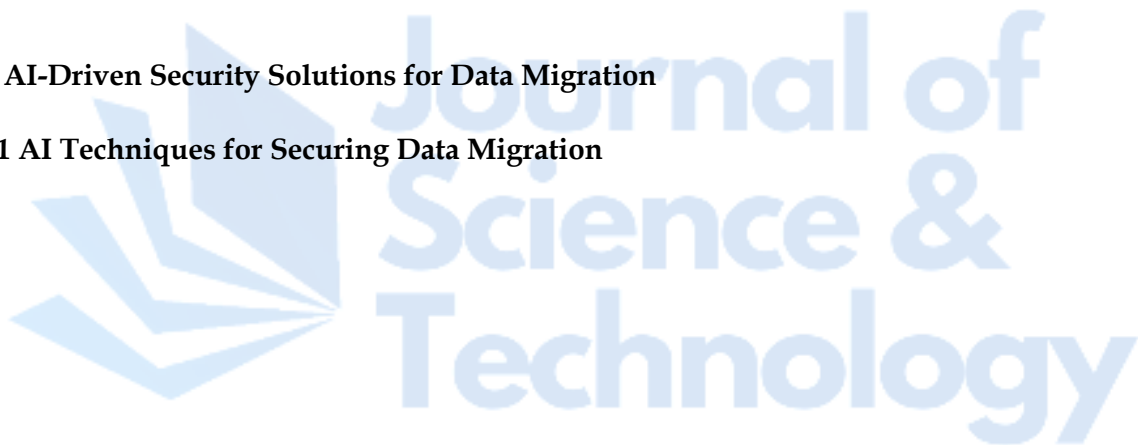 AI-Driven Security Solutions for Data Migration
1 AI Techniques for Securing Data Migration
Journal of
Science &
Technology